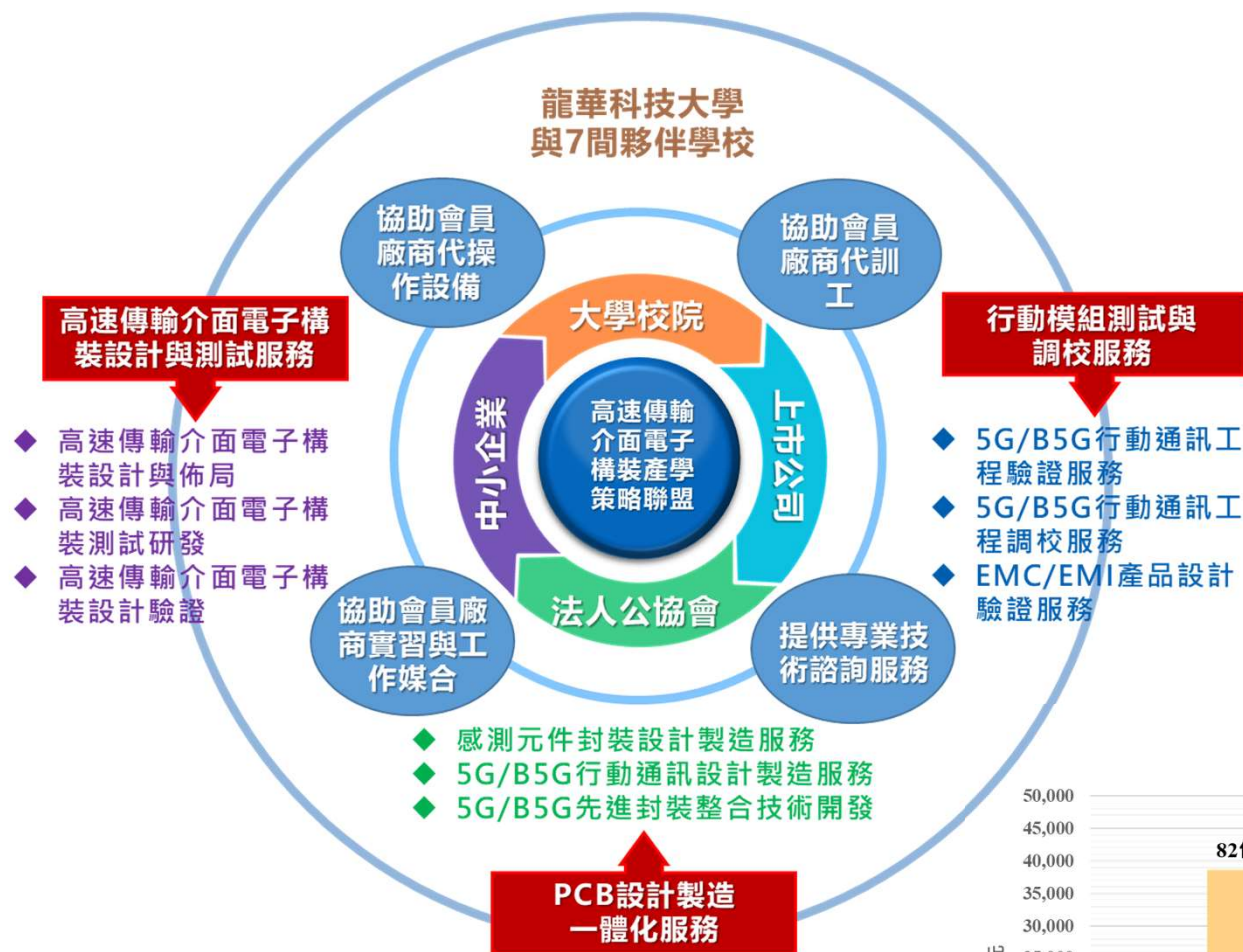 龍華科技大學
與7間夥伴學校
協助會員
廠商代操
作設備
協助會員
廠商代訓
工
高速傳輸介面電子構
裝設計與測試服務
行動模組測試與
調校服務
大學校院
中小企業
上市公司
法人公協會
高速傳輸
介面電子
構裝產學
策略聯盟
◆ 高速傳輸介面電子構
裝設計與佈局
◆ 高速傳輸介面電子構
裝測試研發
◆ 高速傳輸介面電子構
裝設計驗證
◆ 5G/B5G行動通訊工
程驗證服務
◆ 5G/B5G行動通訊工
程調校服務
◆ EMC/EMI產品設計
驗證服務
協助會員廠
商實習與工
作媒合
提供專業技
術諮詢服務
◆ 感測元件封裝設計製造服務
◆ 5G/B5G行動通訊設計製造服務
◆ 5G/B5G先進封裝整合技術開發
PCB設計製造
一體化服務
50,000
45,000
40,000
35,000
30,000
82